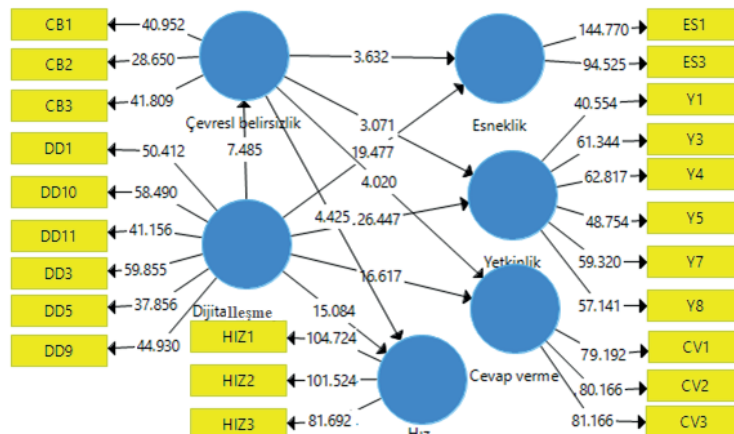 CB1
40.952
CB2
28.650
CB3
41.809
Çevresl belirsizlik
3.632
Esneklik
144.770
ES1
94.525
ES3
DD1
50.412
DD10
58.490
DD11
41.156
DD3
59.855
DD5
37.856
DD9
44.930
7.485
Dijitalleşme
3.071
19.477
4.020
4.425
26.447
16.617
15.084
Yetkinlik
40.554
Y1
61.344
Y3
62.817
Y4
48.754
Y5
59.320
Y7
57.141
Y8
HIZ1
104.724
HIZ2
101.524
HIZ3
81.692
Hız
Cevap verme
79.192
CV1
80.166
CV2
81.166
CV3